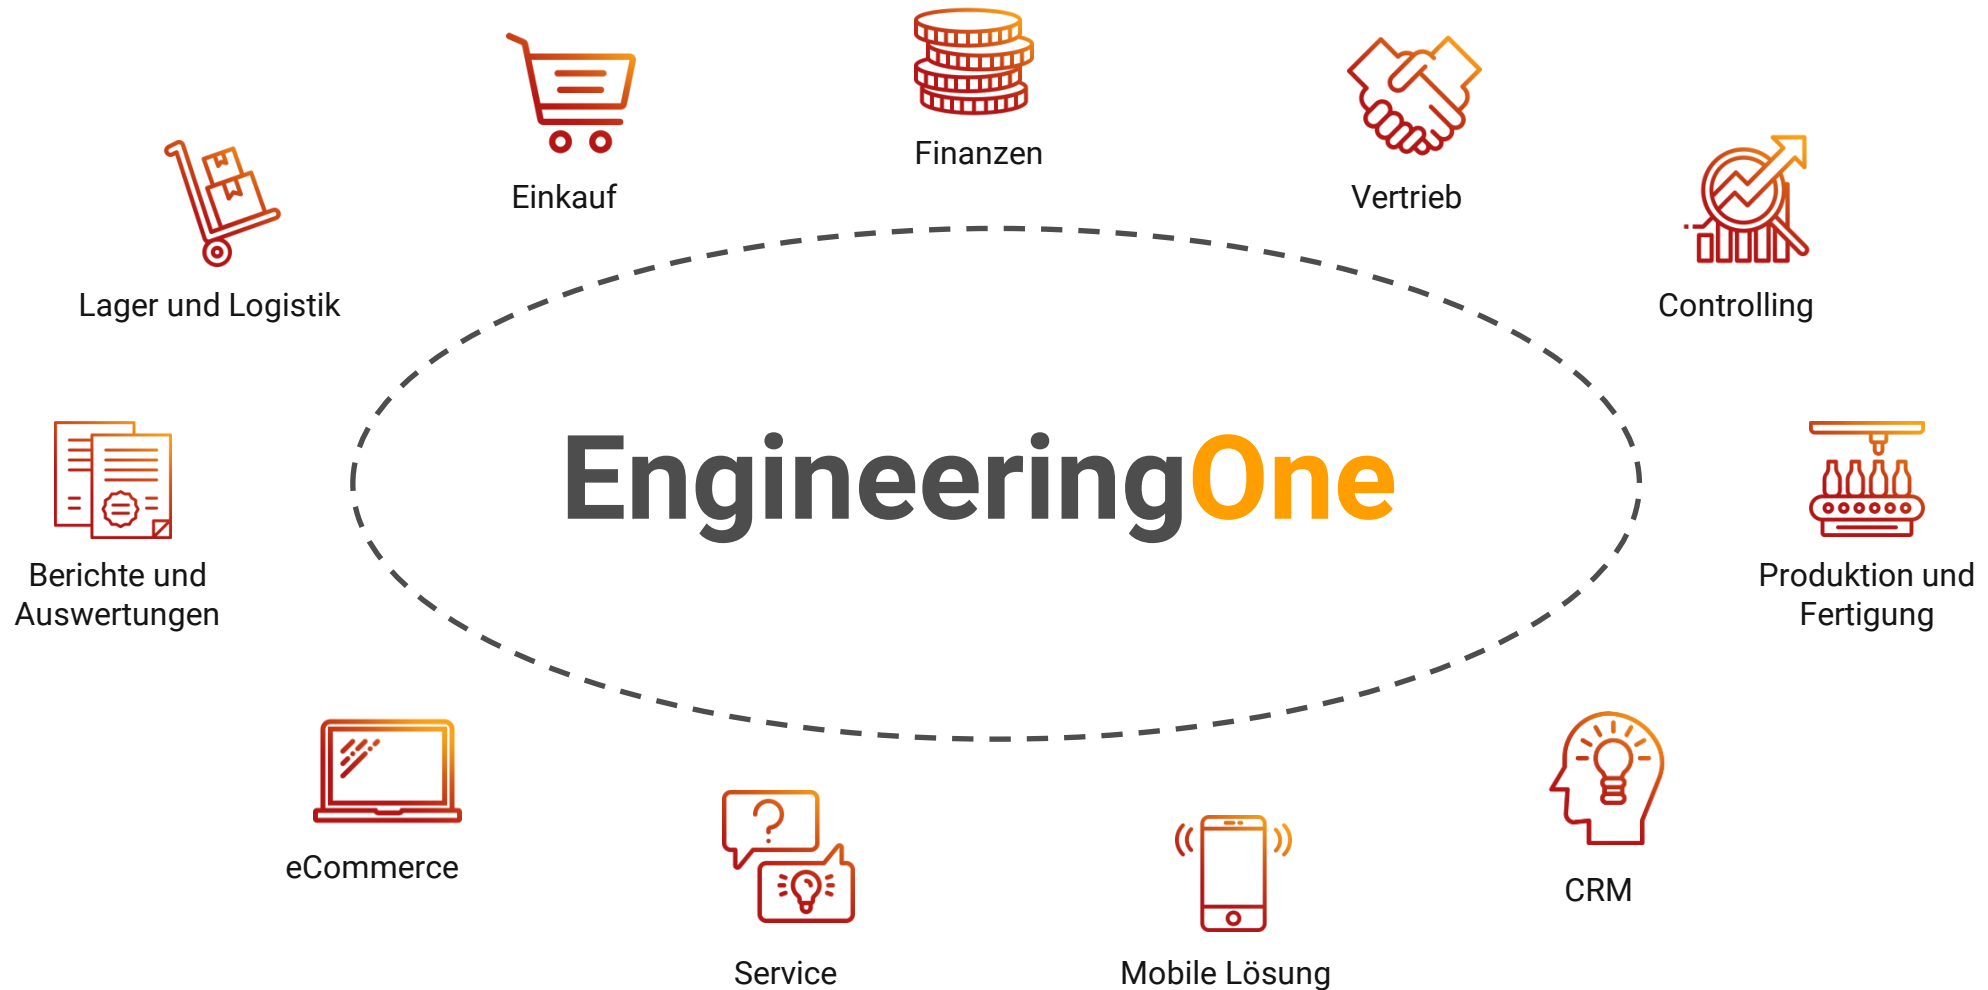 Finanzen
Einkauf
Vertrieb
Lager und Logistik
Controlling
EngineeringOne
Berichte und
Auswertungen
Produktion und
Fertigung
eCommerce
CRM
Service
Mobile Lösung